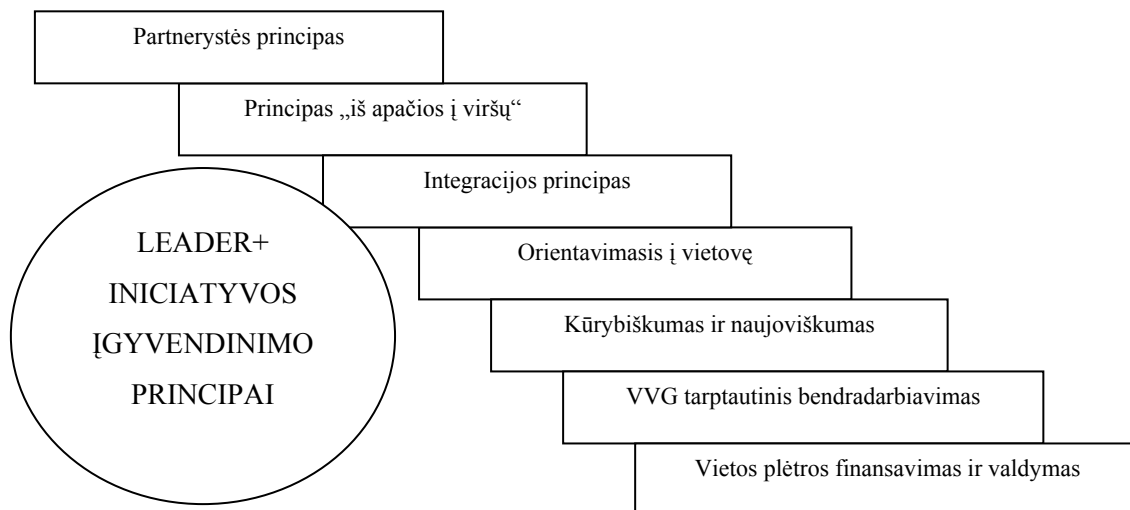 Partnerystės principas
Principas „iš apačios į viršų“
Integracijos principas
Orientavimasis į vietovę
Kūrybiškumas ir naujoviškumas
VVG tarptautinis bendradarbiavimas
Vietos plėtros finansavimas ir valdymas
LEADER+
INICIATYVOS
ĮGYVENDINIMO
PRINCIPAI